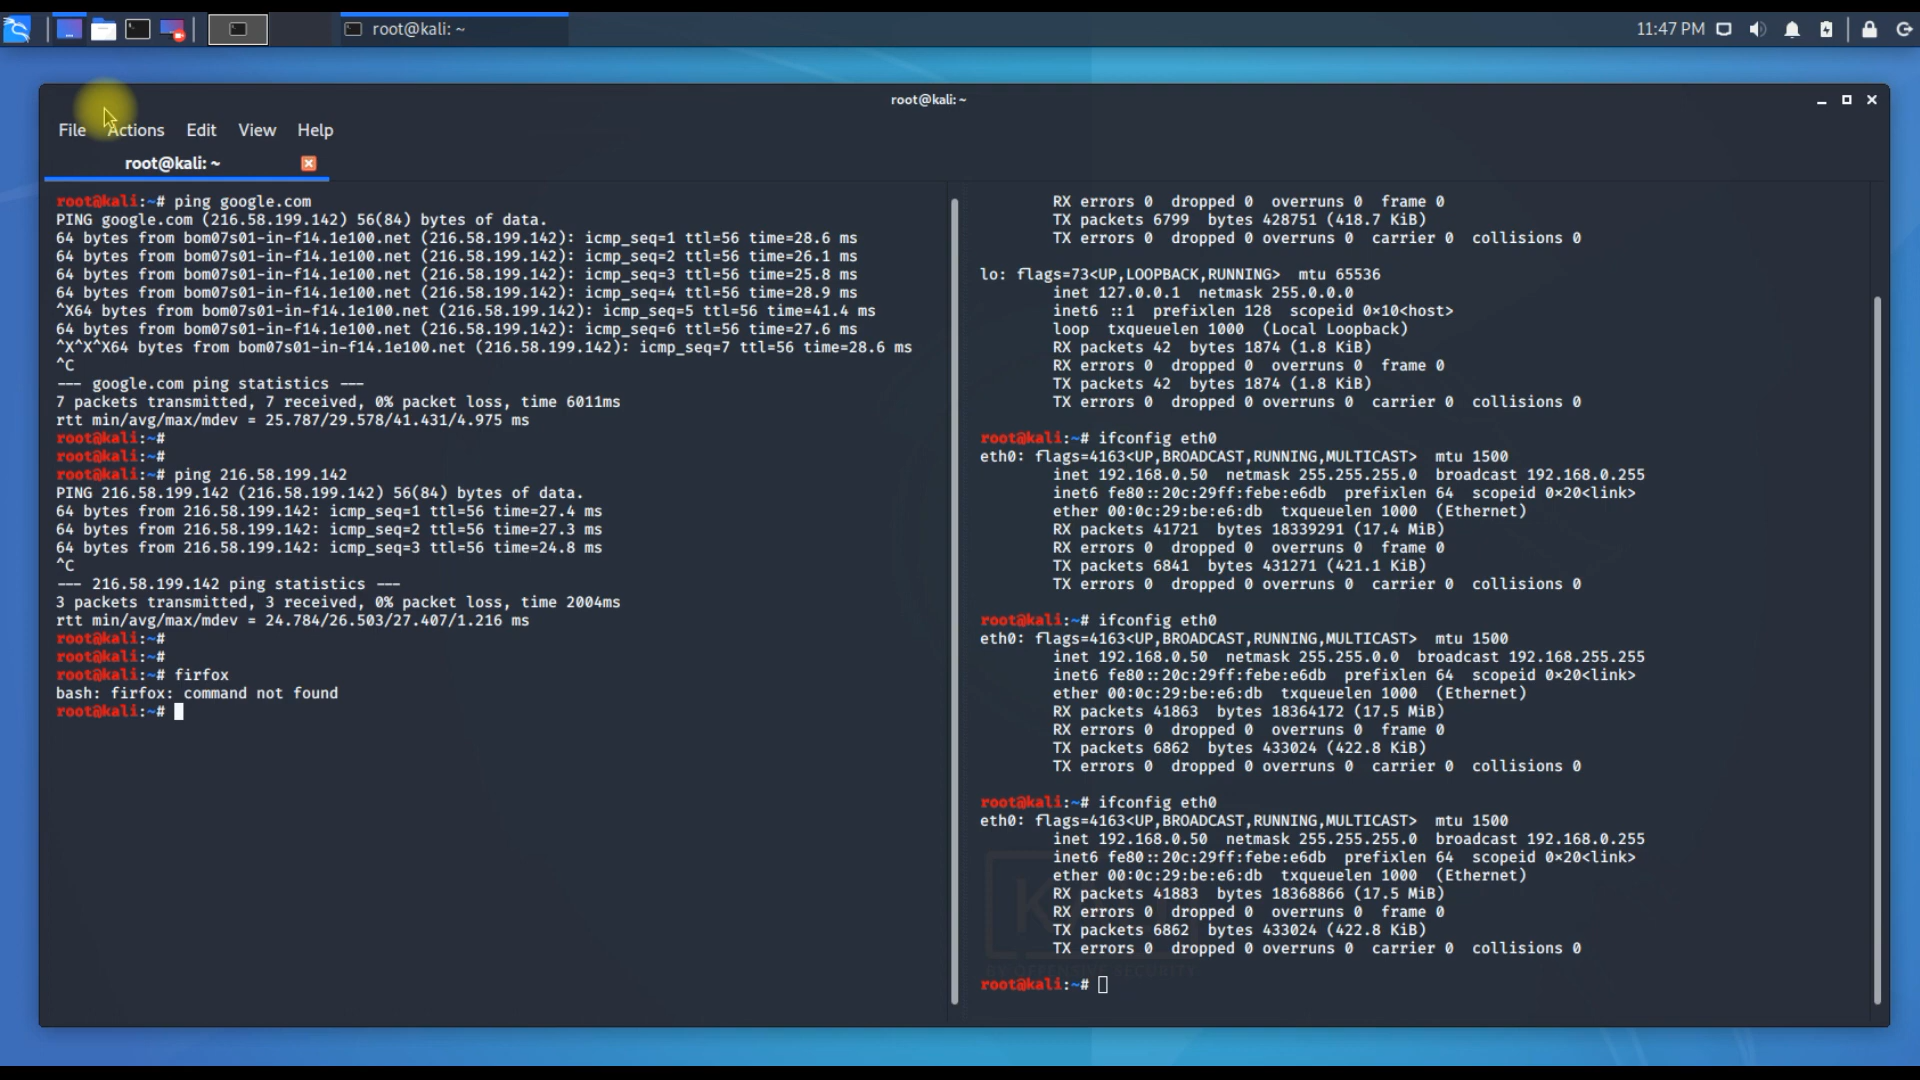 root@kali: ~
11:47 PM
root@kali: ~
File Actions Edit View Help
root@kali: ~
root@kali:~# ping google.com
PING google.com (216.58.199.142) 56(84) bytes of data.
64 bytes from bom07s01-in-f14.1e100.net (216.58.199.142): icmp_seq=1 ttl=56 time=28.6 ms
64 bytes from bom07s01-in-f14.1e100.net (216.58.199.142): icmp_seq=2 ttl=56 time=26.1 ms
64 bytes from bom07s01-in-f14.1e100.net (216.58.199.142): icmp_seq=3 ttl=56 time=25.8 ms
64 bytes from bom07s01-in-f14.1e100.net (216.58.199.142): icmp_seq=4 ttl=56 time=28.9 ms
^X64 bytes from bom07s01-in-f14.1e100.net (216.58.199.142): icmp_seq=5 ttl=56 time=41.4 ms
64 bytes from bom07s01-in-f14.1e100.net (216.58.199.142): icmp_seq=6 ttl=56 time=27.6 ms
^X^X^X64 bytes from bom07s01-in-f14.1e100.net (216.58.199.142): icmp_seq=7 ttl=56 time=28.6 ms
^C
--- google.com ping statistics ---
7 packets transmitted, 7 received, 0% packet loss, time 6011ms
rtt min/avg/max/mdev = 25.787/29.578/41.431/4.975 ms
root@kali:~#
root@kali:~#
root@kali:~# ping 216.58.199.142
PING 216.58.199.142 (216.58.199.142) 56(84) bytes of data.
64 bytes from 216.58.199.142: icmp_seq=1 ttl=56 time=27.4 ms
64 bytes from 216.58.199.142: icmp_seq=2 ttl=56 time=27.3 ms
64 bytes from 216.58.199.142: icmp_seq=3 ttl=56 time=24.8 ms
^C
--- 216.58.199.142 ping statistics ---
3 packets transmitted, 3 received, 0% packet loss, time 2004ms
rtt min/avg/max/mdev = 24.784/26.503/27.407/1.216 ms
root@kali:~#
root@kali:~#
root@kali:~# firfox
bash: firfox: command not found
root@kali:~#
RX errors 0  dropped 0  overruns 0  frame 0
TX packets 6799  bytes 428751 (418.7 KiB)
TX errors 0  dropped 0 overruns 0  carrier 0  collisions 0
lo: flags=73<UP,LOOPBACK,RUNNING>  mtu 65536
inet 127.0.0.1  netmask 255.0.0.0
inet6 ::1  prefixlen 128  scopeid 0×10<host>
loop  txqueuelen 1000  (Local Loopback)
RX packets 42  bytes 1874 (1.8 KiB)
RX errors 0  dropped 0  overruns 0  frame 0
TX packets 42  bytes 1874 (1.8 KiB)
TX errors 0  dropped 0 overruns 0  carrier 0  collisions 0
root@kali:~# ifconfig eth0
eth0: flags=4163<UP,BROADCAST,RUNNING,MULTICAST>  mtu 1500
inet 192.168.0.50  netmask 255.255.255.0  broadcast 192.168.0.255
inet6 fe80::20c:29ff:febe:e6db  prefixlen 64  scopeid 0×20<link>
ether 00:0c:29:be:e6:db  txqueuelen 1000  (Ethernet)
RX packets 41721  bytes 18339291 (17.4 MiB)
RX errors 0  dropped 0  overruns 0  frame 0
TX packets 6841  bytes 431271 (421.1 KiB)
TX errors 0  dropped 0 overruns 0  carrier 0  collisions 0
root@kali:~# ifconfig eth0
eth0: flags=4163<UP,BROADCAST,RUNNING,MULTICAST>  mtu 1500
inet 192.168.0.50  netmask 255.255.0.0  broadcast 192.168.255.255
inet6 fe80::20c:29ff:febe:e6db  prefixlen 64  scopeid 0×20<link>
ether 00:0c:29:be:e6:db  txqueuelen 1000  (Ethernet)
RX packets 41863  bytes 18364172 (17.5 MiB)
RX errors 0  dropped 0  overruns 0  frame 0
TX packets 6862  bytes 433024 (422.8 KiB)
TX errors 0  dropped 0 overruns 0  carrier 0  collisions 0
root@kali:~# ifconfig eth0
eth0: flags=4163<UP,BROADCAST,RUNNING,MULTICAST>  mtu 1500
inet 192.168.0.50  netmask 255.255.255.0  broadcast 192.168.0.255
inet6 fe80::20c:29ff:febe:e6db  prefixlen 64  scopeid 0×20<link>
ether 00:0c:29:be:e6:db  txqueuelen 1000  (Ethernet)
RX packets 41883  bytes 18368866 (17.5 MiB)
RX errors 0  dropped 0  overruns 0  frame 0
TX packets 6862  bytes 433024 (422.8 KiB)
TX errors 0  dropped 0 overruns 0  carrier 0  collisions 0
root@kali:~#